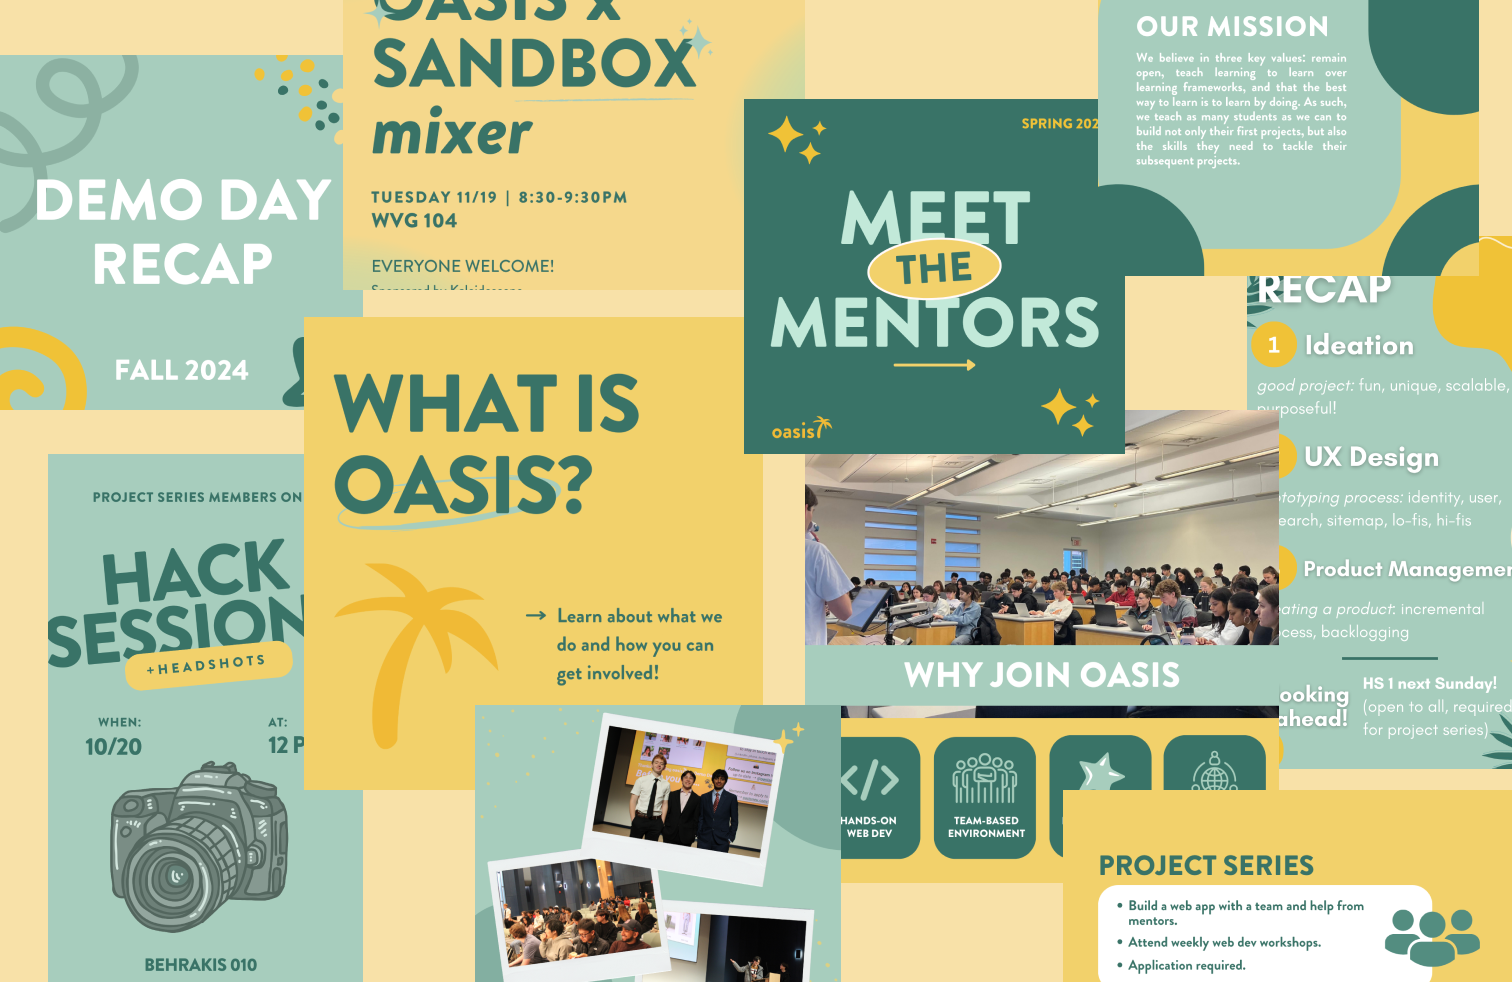 DEMO DAY
RECAP
FALL 2024
OASIS x
SANDBOX
mixer
TUESDAY 11/19 | 8:30-9:30PM
WVG 104
EVERYONE WELCOME!
Sponsored by Kaleidoscope
SPRING 202
MEET
THE
MENTORS
oasis
OUR MISSION
We believe in three key values: remain
open, teach learning to learn over
learning frameworks, and that the best
way to learn is to learn by doing. As such,
we teach as many students as we can to
build not only their first projects, but also
the skills they need to tackle their
subsequent projects.
RECAP
1 Ideation
good project: fun, unique, scalable,
purposeful!
UX Design
totyping process: identity, user,
earch, sitemap, lo-fis, hi-fis
Product Managemen
eating a product: incremental
cess, backlogging
ooking
ahead!
HS 1 next Sunday!
(open to all, required
for project series)
WHAT IS
OASIS?
→ Learn about what we
do and how you can
get involved!
PROJECT SERIES MEMBERS ON
HACK
SESSION
+HEADSHOTS
WHEN:
10/20
AT:
12 P
BEHRAKIS 010
WHY JOIN OASIS
HANDS-ON
WEB DEV
TEAM-BASED
ENVIRONMENT
PROJECT SERIES
• Build a web app with a team and help from
mentors.
• Attend weekly web dev workshops.
• Application required.